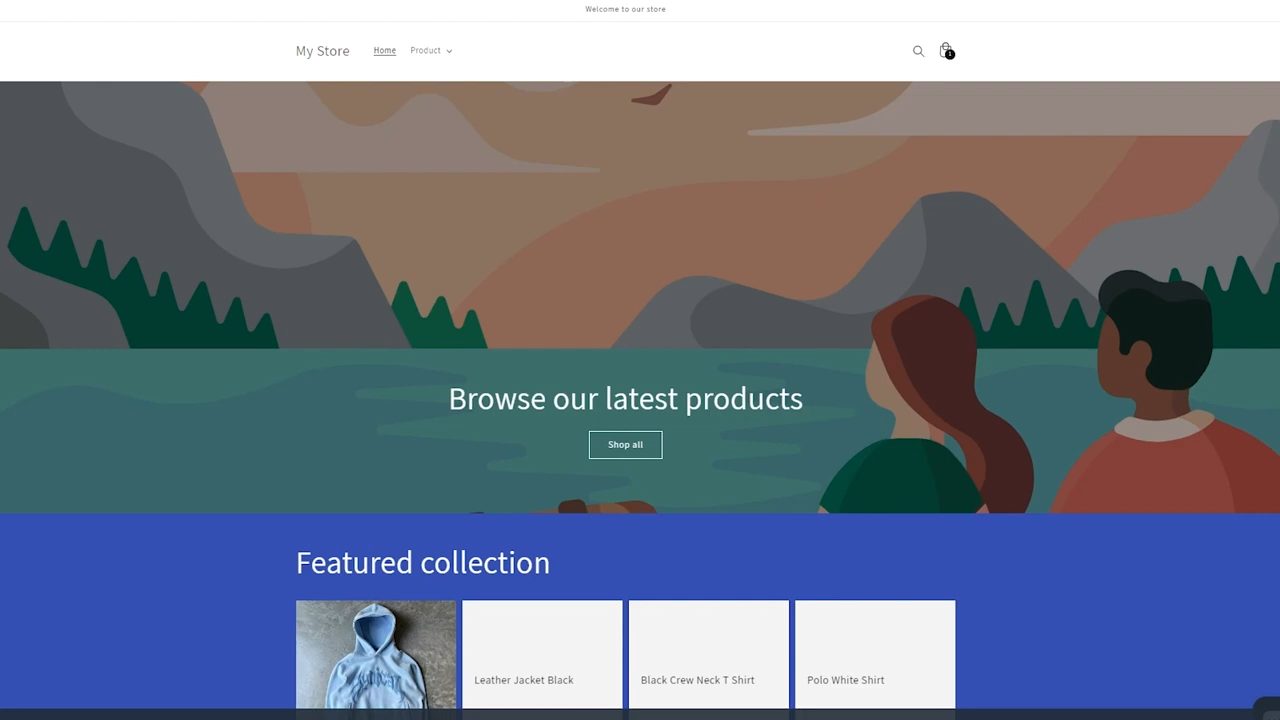 Welcome to our store
My Store Home Product
1
Browse our latest products
Shop all
Featured collection
Leather Jacket Black Black Crew Neck T Shirt Polo White Shirt